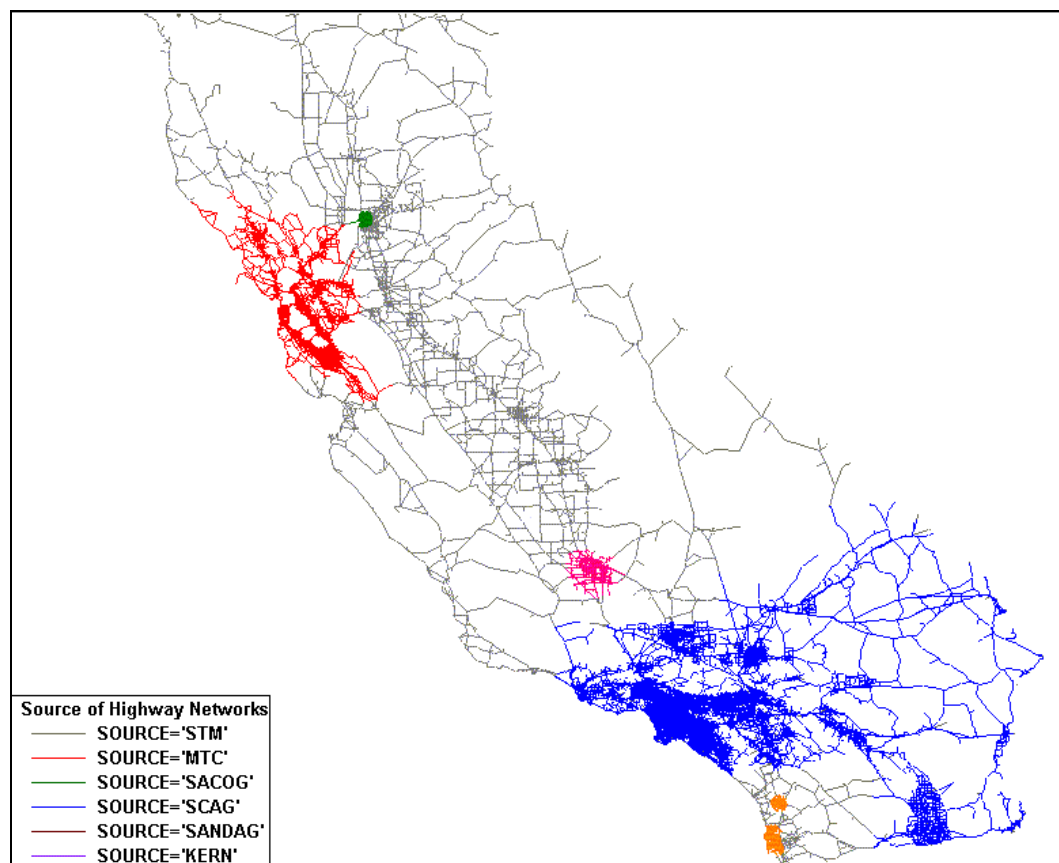 Source of Highway Networks
SOURCE='STM'
SOURCE='MTC'
SOURCE='SACOG'
SOURCE='SCAG'
SOURCE='SANDAG'
SOURCE='KERN'